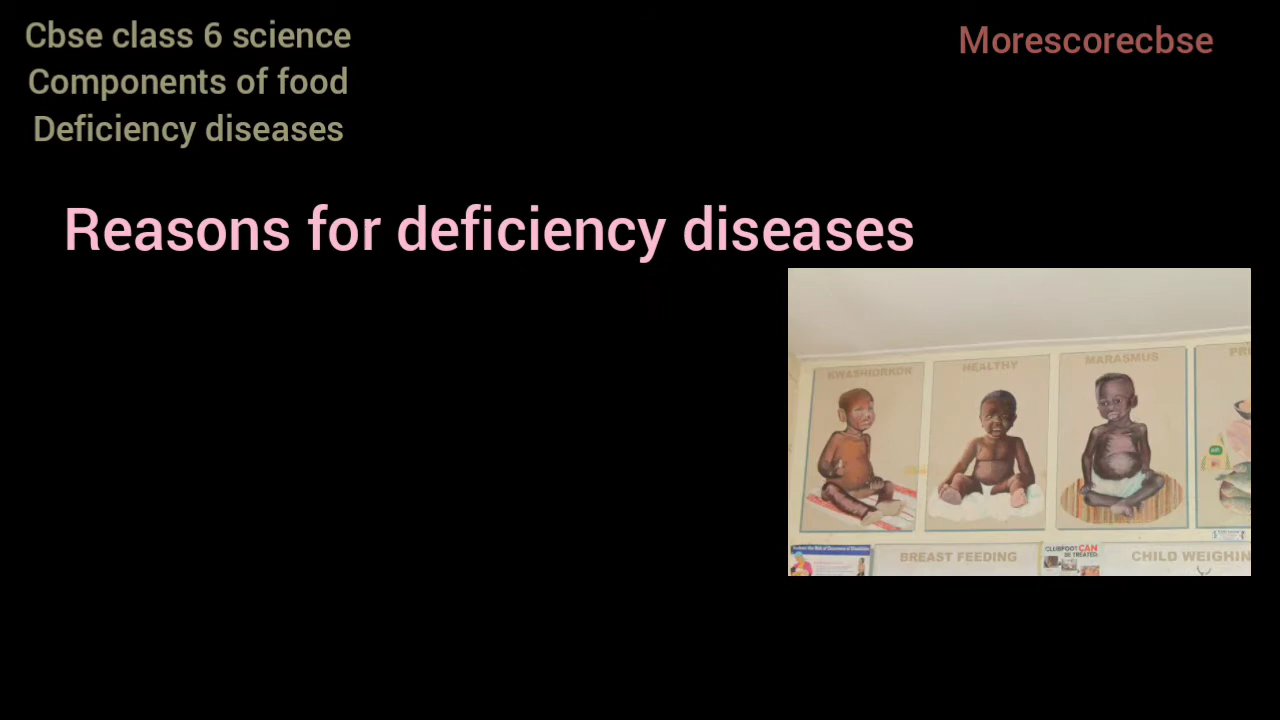 Cbse class 6 science
Components of food
Deficiency diseases
Morescorecbse
Reasons for deficiency diseases
KWASHIORKOR
HEALTHY
MARASMUS
BREAST FEEDING
CLUBFOOT CAN
BE TREATED.
CHILD WEIGHIN